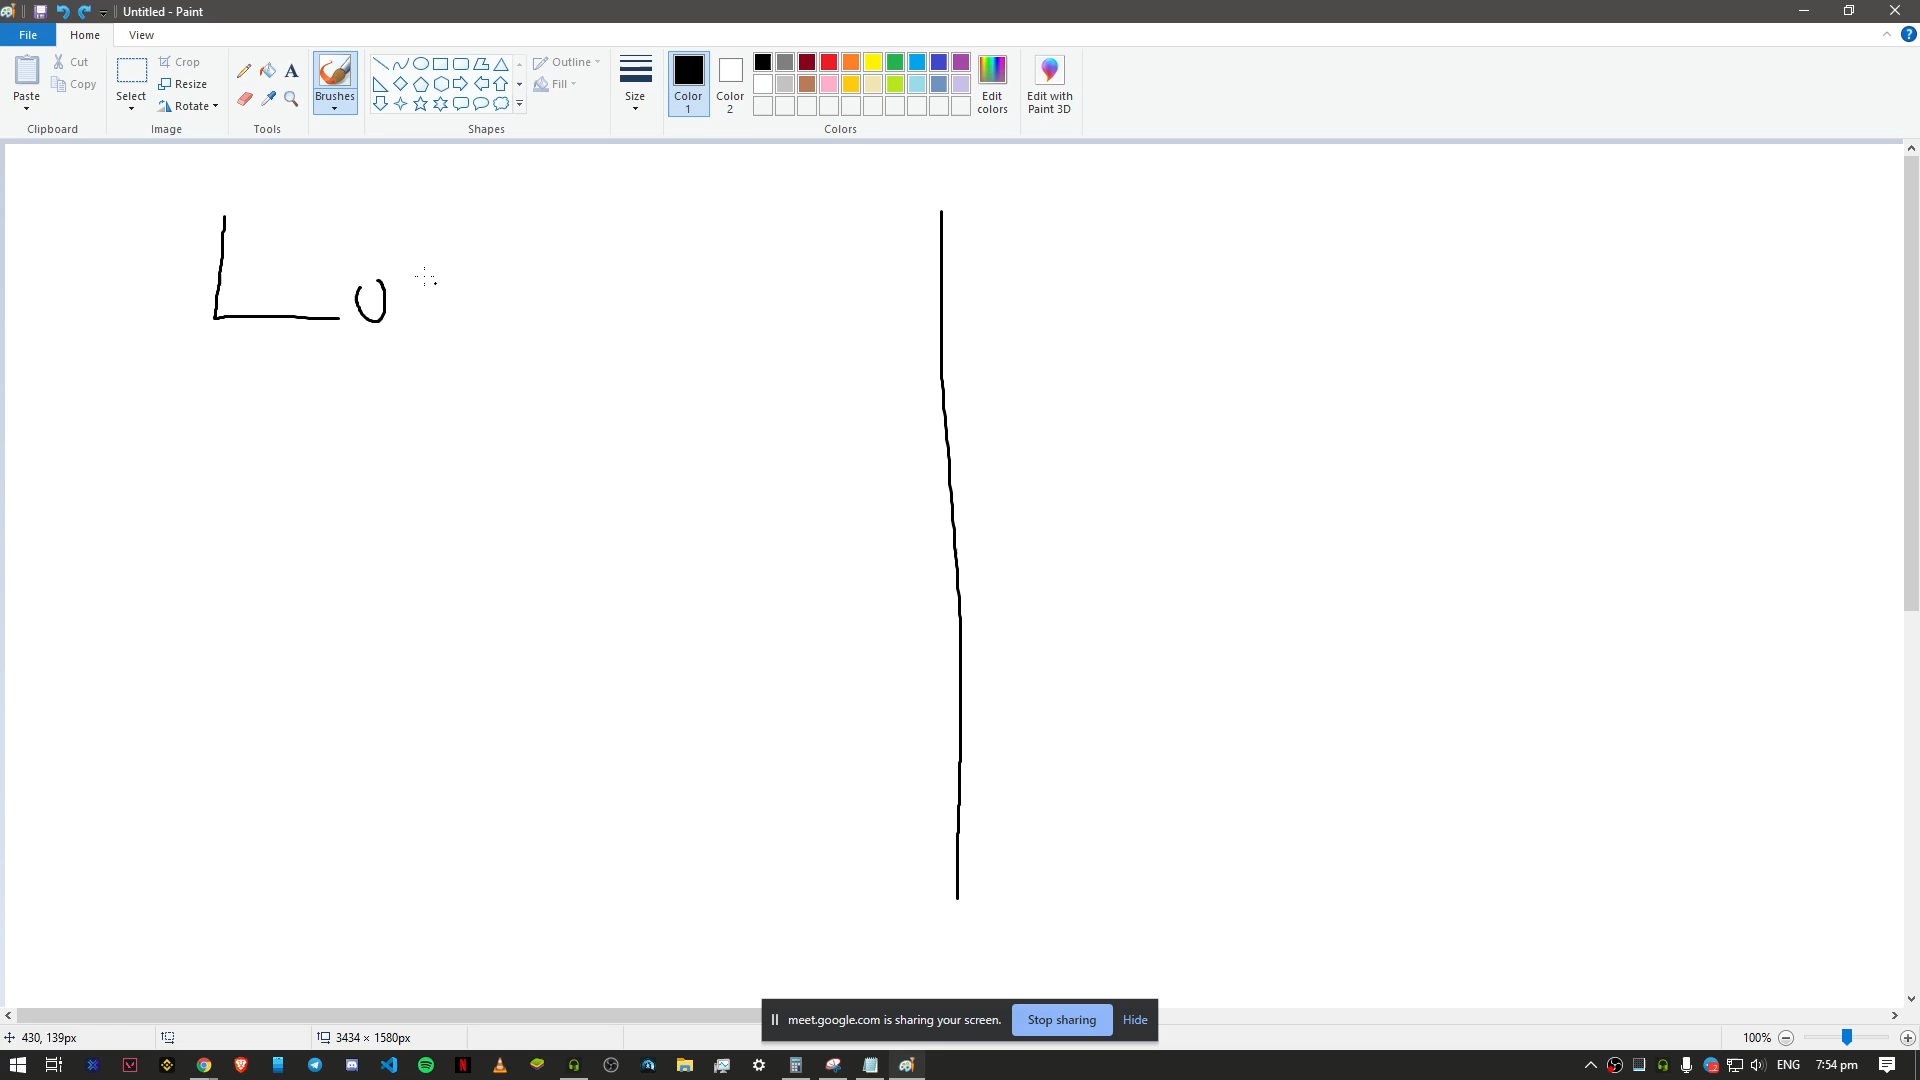 Untitled - Paint
File Home View
Paste Cut Copy Clipboard
Select Crop Resize Rotate Image
Tools
Brushes
Shapes Outline Fill
Size
Color 1 Color 2 Edit colors Colors
Edit with Paint 3D
Lo
meet.google.com is sharing your screen. Stop sharing Hide
430, 139px 3434 × 1580px 100%
ENG 7:54 pm